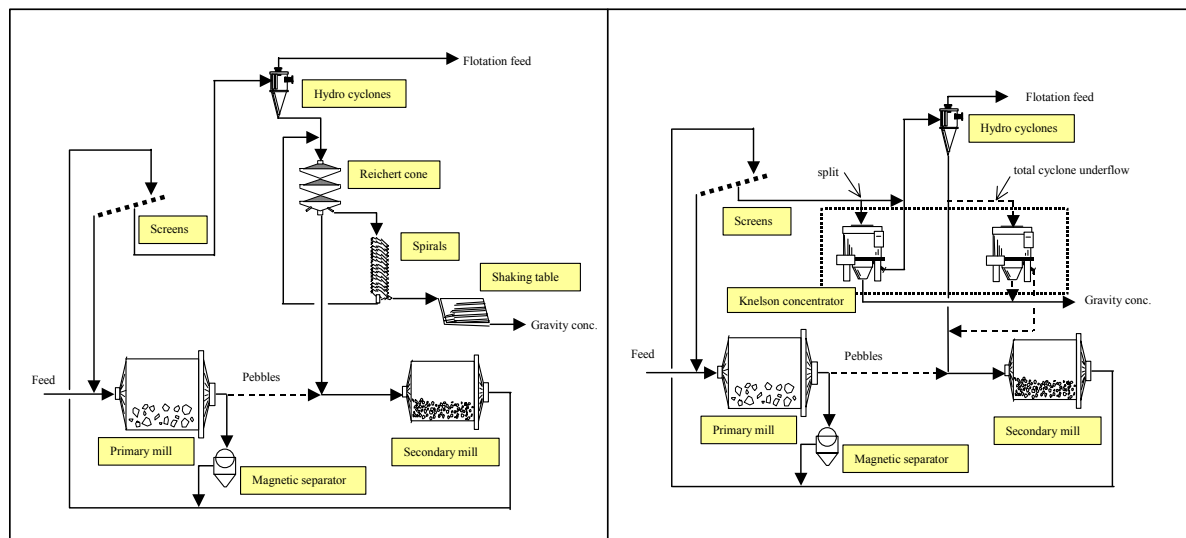 Flotation feed
Hydro cyclones
Reichert cone
Screens
Spirals
Shaking table
Gravity conc.
Feed
Pebbles
Primary mill
Secondary mill
Magnetic separator
Flotation feed
Hydro cyclones
split
total cyclone underflow
Screens
Knelson concentrator
Gravity conc.
Feed
Pebbles
Primary mill
Secondary mill
Magnetic separator